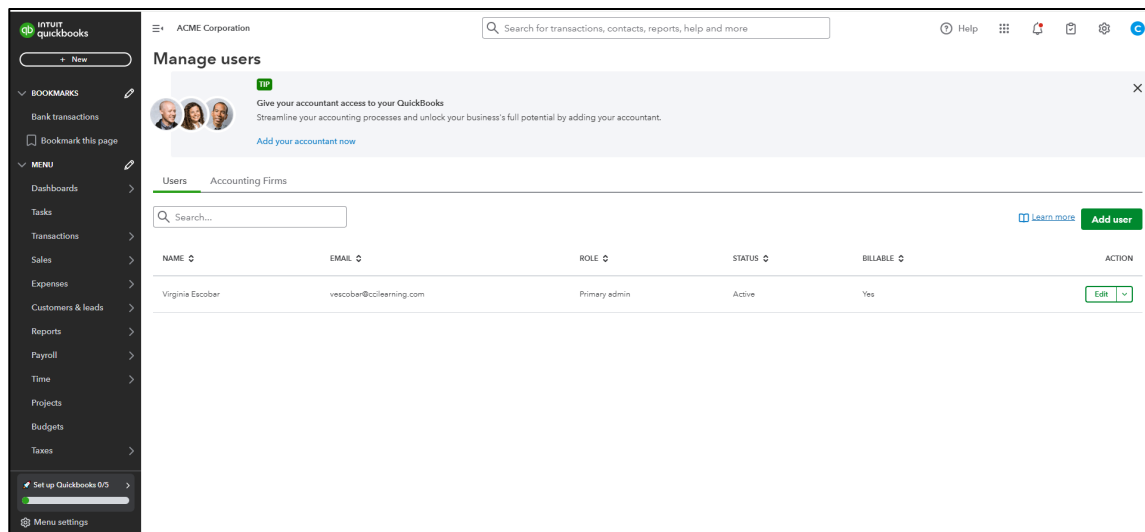 INTUIT
quickbooks
qb
+ New
BOOKMARKS
Bank transactions
Bookmark this page
MENU
Dashboards
Tasks
Transactions
Sales
Expenses
Customers & leads
Reports
Payroll
Time
Projects
Budgets
Taxes
Set up Quickbooks 0/5
Menu settings
ACME Corporation
Search for transactions, contacts, reports, help and more
Help
C
Manage users
TIP
Give your accountant access to your QuickBooks
Streamline your accounting processes and unlock your business's full potential by adding your accountant.
Add your accountant now
Users Accounting Firms
Search...
Learn more
Add user
NAME EMAIL ROLE STATUS BILLABLE ACTION
Virginia Escobar vescobar@ccilearning.com Primary admin Active Yes Edit